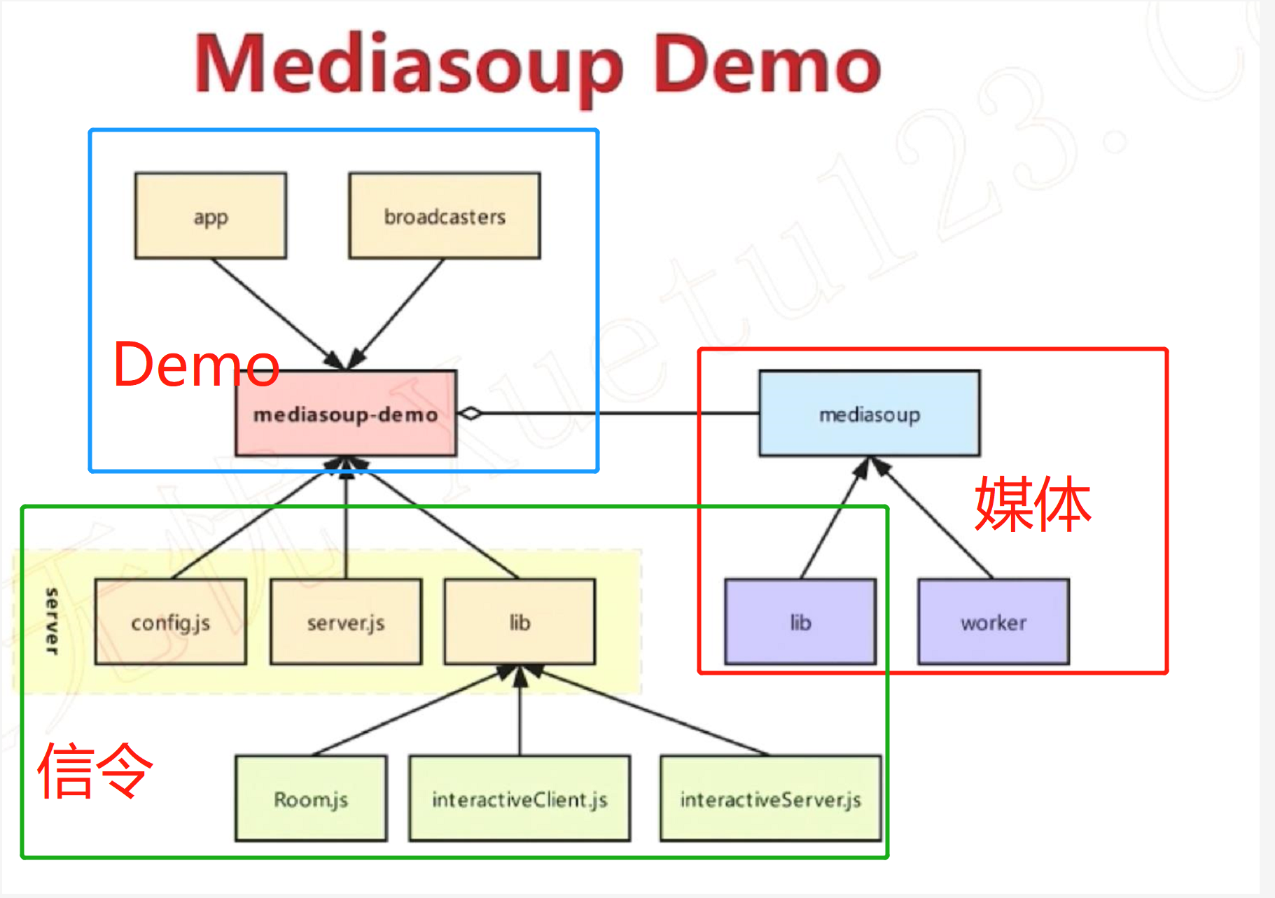 Mediasoup Demo
app
broadcasters
Demo
mediasoup-demo
mediasoup
媒体
server
config.js
server.js
lib
lib
worker
信令
Room.js
interactiveClient.js
interactiveServer.js